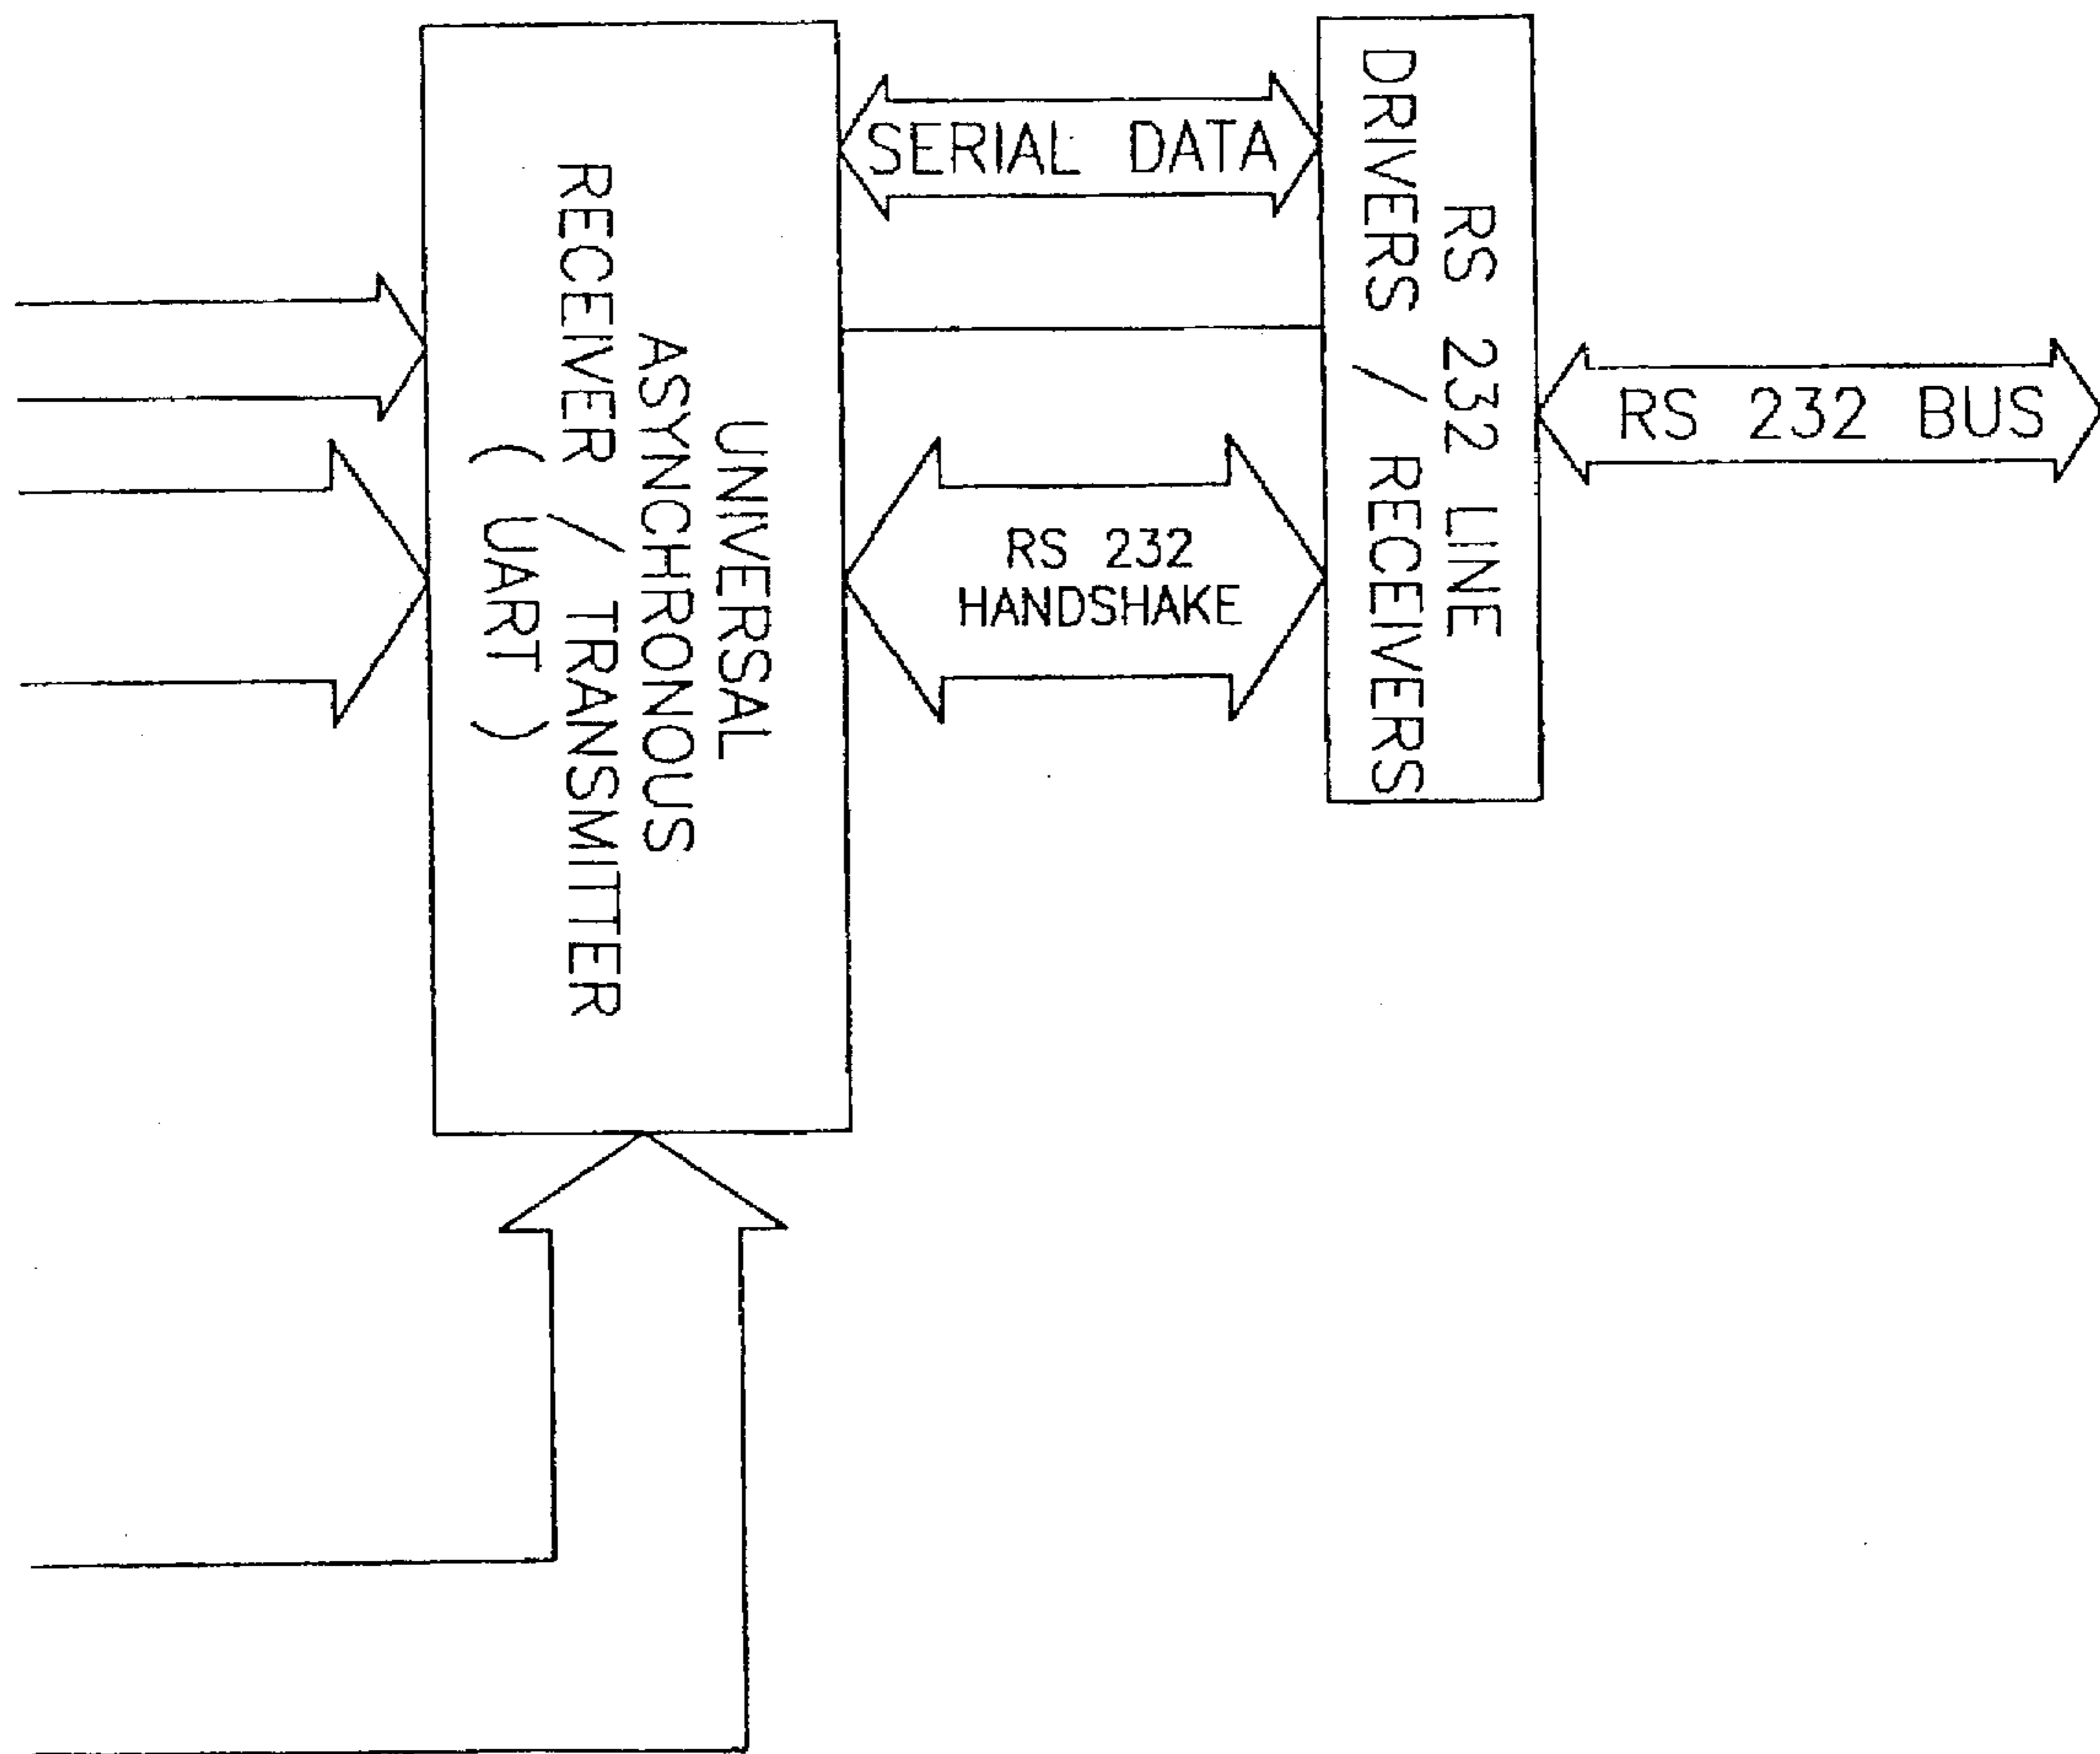 UNIVERSAL
ASYNCHRONOUS
RECEIVER / TRANSMITTER
( UART )
SERIAL DATA
RS 232
HANDSHAKE
RS 232 LINE
DRIVERS / RECEIVERS
RS 232 BUS